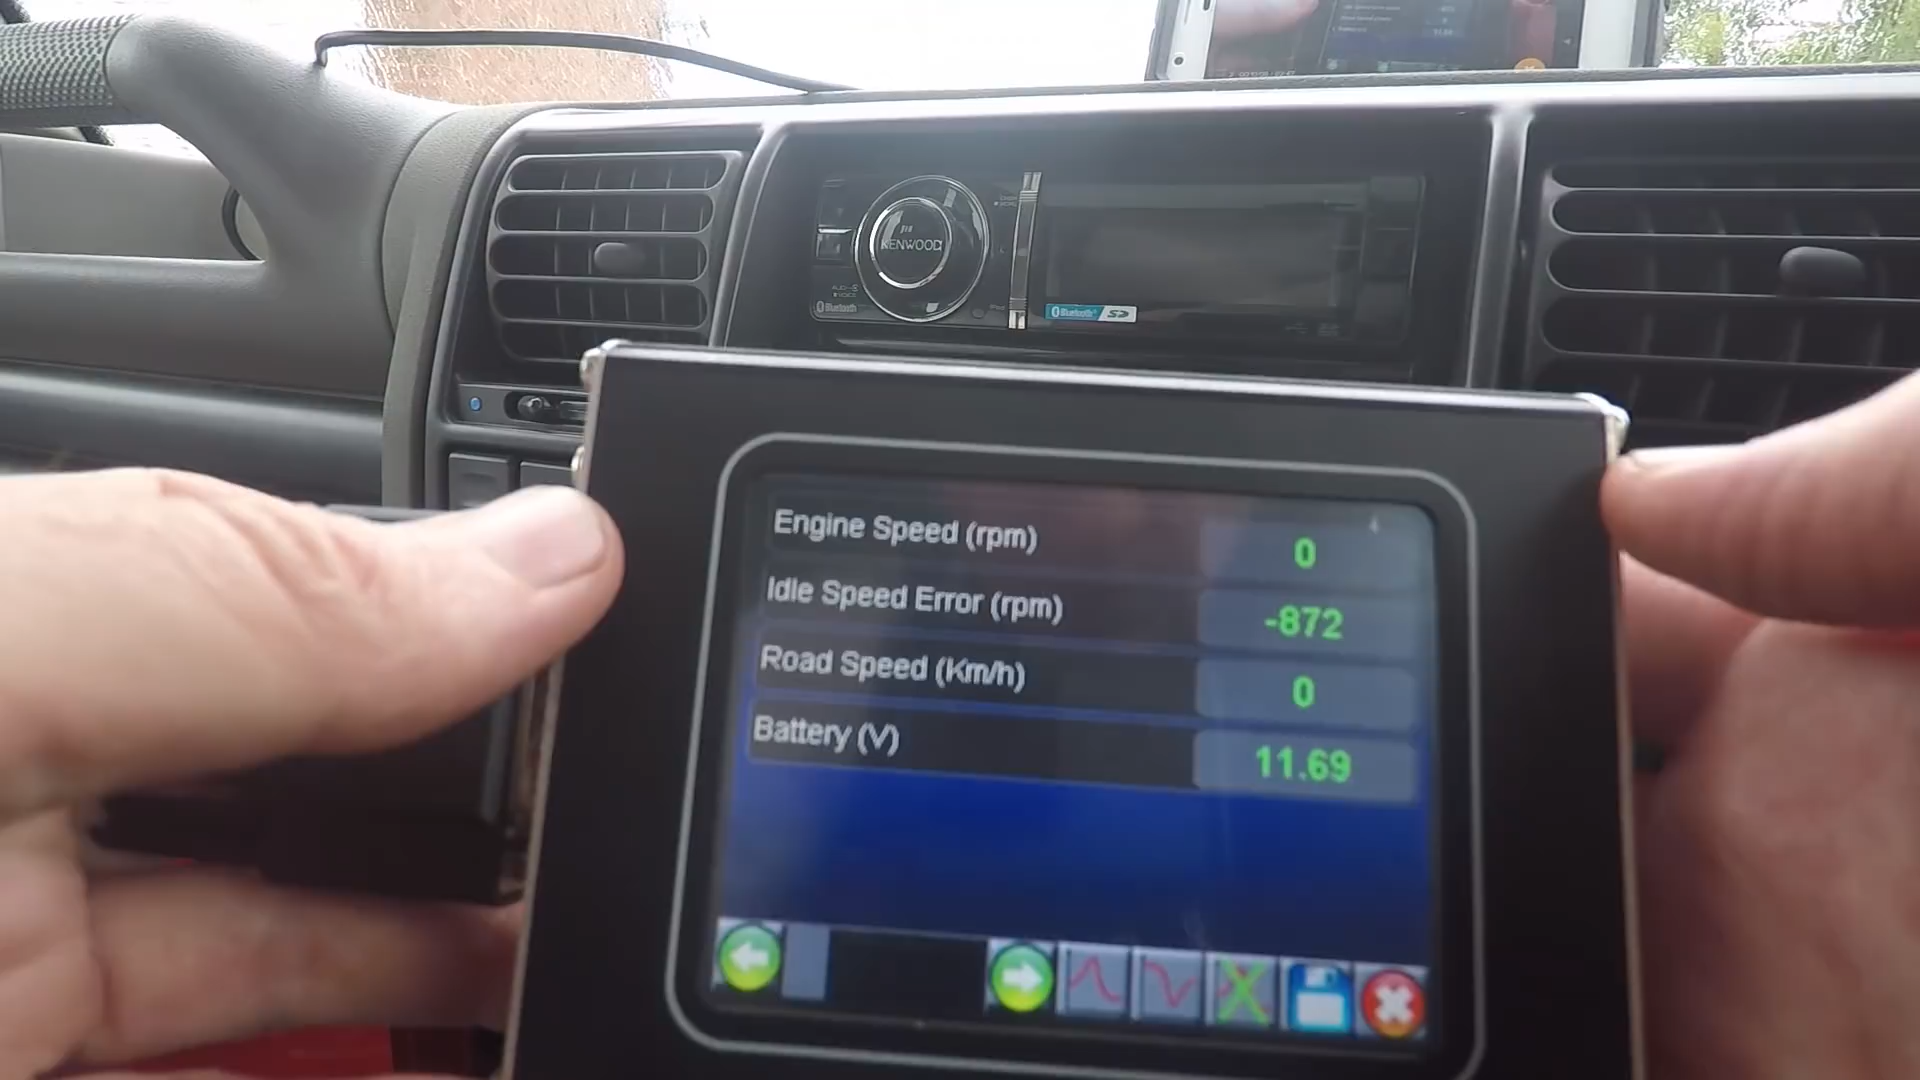 KENWOOD
Bluetooth
Bluetooth SD
Engine Speed (rpm) 0
Idle Speed Error (rpm) -872
Road Speed (Km/h) 0
Battery (V) 11.69